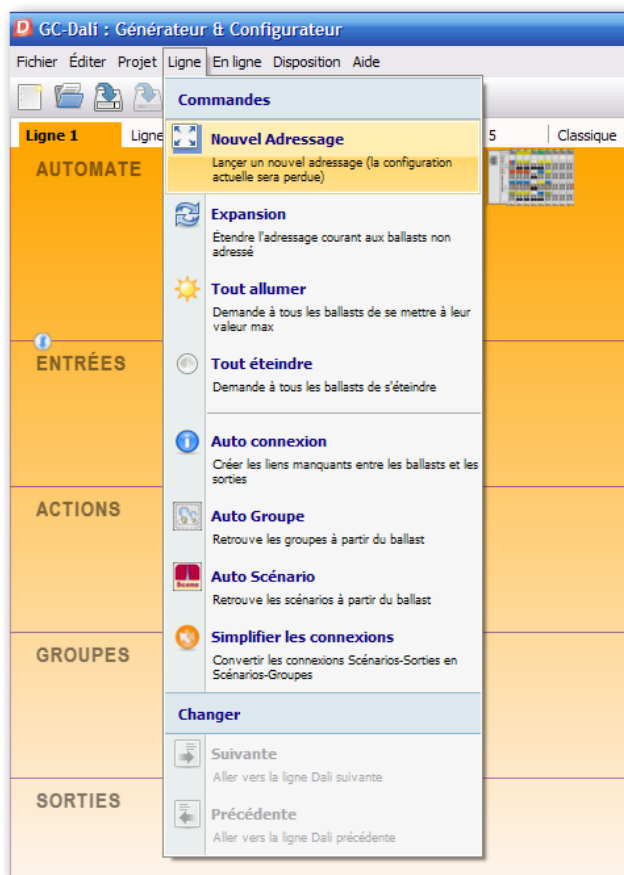 GC-Dali : Générateur & Configurateur
Fichier Éditer Projet Ligne En ligne Disposition Aide
Commandes
Ligne 1 Ligne 5 Classique
Nouvel Adressage
Lançer un nouvel adressage (la configuration
actuelle sera perdue)
AUTOMATE
Expansion
Étendre l'adressage courant aux ballasts non
adressé
Tout allumer
Demande à tous les ballasts de se mettre à leur
valeur max
ENTRÉES
Tout éteindre
Demande à tous les ballasts de s'éteindre
Auto connexion
Créer les liens manquants entre les ballasts et les
sorties
ACTIONS
Auto Groupe
Retrouve les groupes à partir du ballast
Scene
Auto Scénario
Retrouve les scénarios à partir du ballast
GROUPES
Simplifier les connexions
Convertir les connexions Scénarios-Sorties en
Scénarios-Groupes
Changer
Suivante
Aller vers la ligne Dali suivante
SORTIES
Précédente
Aller vers la ligne Dali précédente